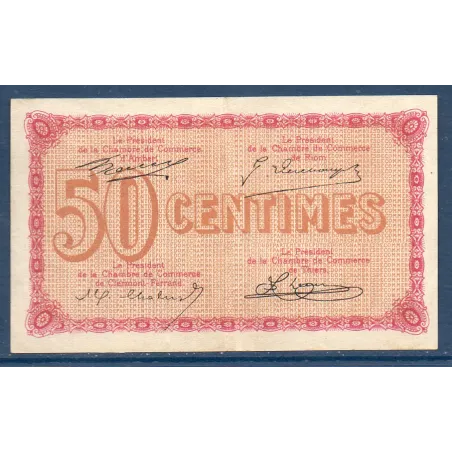 Le Président
de la Chambre de Commerce
d'Ambert
Le Président
de la Chambre de Commerce
de Riom
50 CENTIMES
Le Président
de la Chambre de Commerce
de Clermont-Ferrand
Le Président
de la Chambre de Commerce
de Thiers